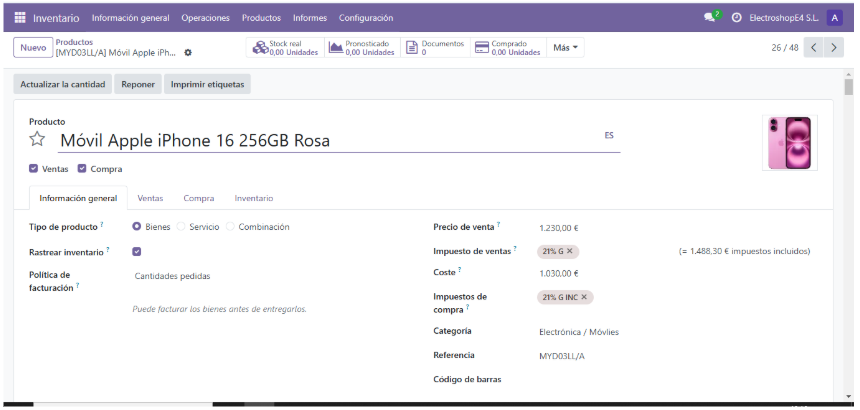 Inventario Información general Operaciones Productos Informes Configuración 7 ElectroshopE4 S.L. A
Nuevo Productos
[MYD03LL/A] Móvil Apple iPh...
Stock real
0,00 Unidades
Pronosticado
0,00 Unidades
Documentos
0
Comprado
0,00 Unidades
Más
26 / 48
Actualizar la cantidad Reponer Imprimir etiquetas
Producto
Móvil Apple iPhone 16 256GB Rosa ES
Ventas Compra
Información general Ventas Compra Inventario
Tipo de producto ? Bienes Servicio Combinación
Rastrear inventario ?
Política de
facturación ?
Cantidades pedidas
Puede facturar los bienes antes de entregarlos.
Precio de venta ? 1.230,00 €
Impuesto de ventas ? 21% G ✕ (= 1.488,30 € impuestos incluidos)
Coste ? 1.030,00 €
Impuestos de
compra ?
21% G INC ✕
Categoría Electrónica / Móvlies
Referencia MYD03LL/A
Código de barras